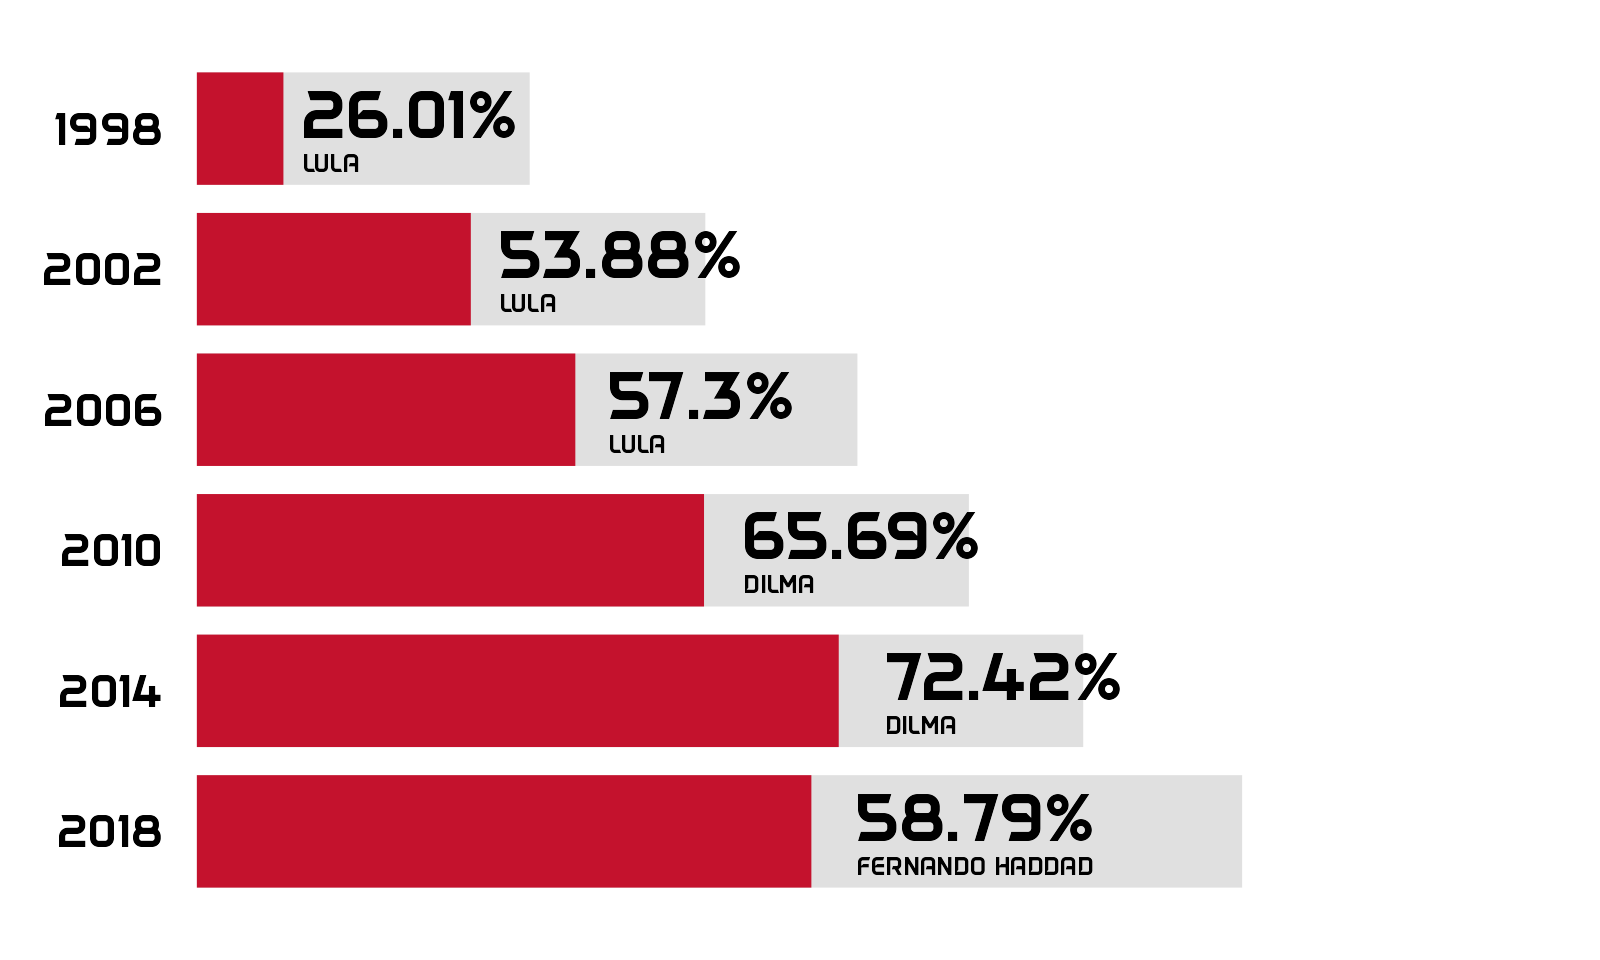 1998
26.01%
LULA
2002
53.88%
LULA
2006
57.3%
LULA
2010
65.69%
DILMA
2014
72.42%
DILMA
2018
58.79%
FERNANDO HADDAD